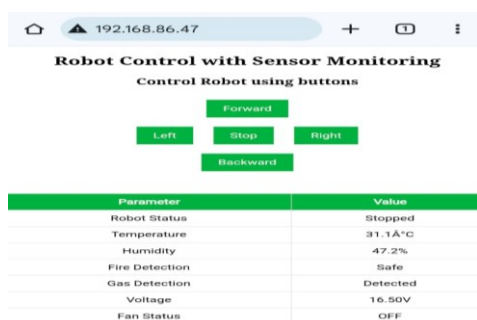 192.168.86.47
1
Robot Control with Sensor Monitoring
Control Robot using buttons
Forward
Left Stop Right
Backward
Parameter Value
Robot Status Stopped
Temperature 31.1Â°C
Humidity 47.2%
Fire Detection Safe
Gas Detection Detected
Voltage 16.50V
Fan Status OFF